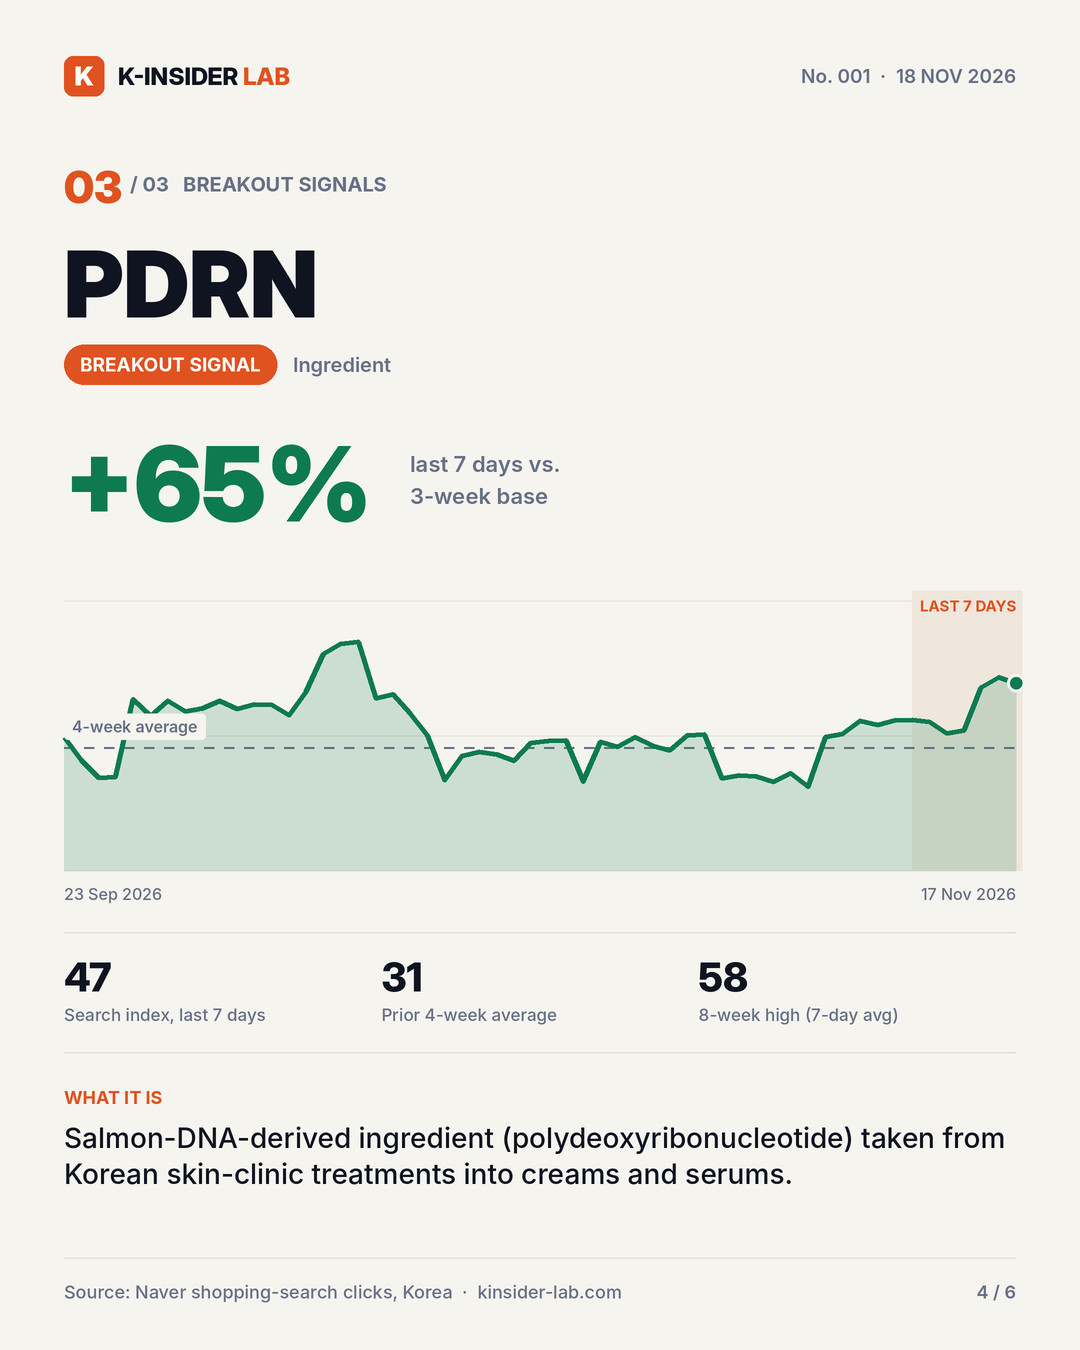 K K-INSIDER LAB
No. 001 · 18 NOV 2026
03 / 03 BREAKOUT SIGNALS
PDRN
BREAKOUT SIGNAL Ingredient
+65%
last 7 days vs.
3-week base
LAST 7 DAYS
4-week average
23 Sep 2026
17 Nov 2026
47
Search index, last 7 days
31
Prior 4-week average
58
8-week high (7-day avg)
WHAT IT IS
Salmon-DNA-derived ingredient (polydeoxyribonucleotide) taken from
Korean skin-clinic treatments into creams and serums.
Source: Naver shopping-search clicks, Korea · kinsider-lab.com
4 / 6